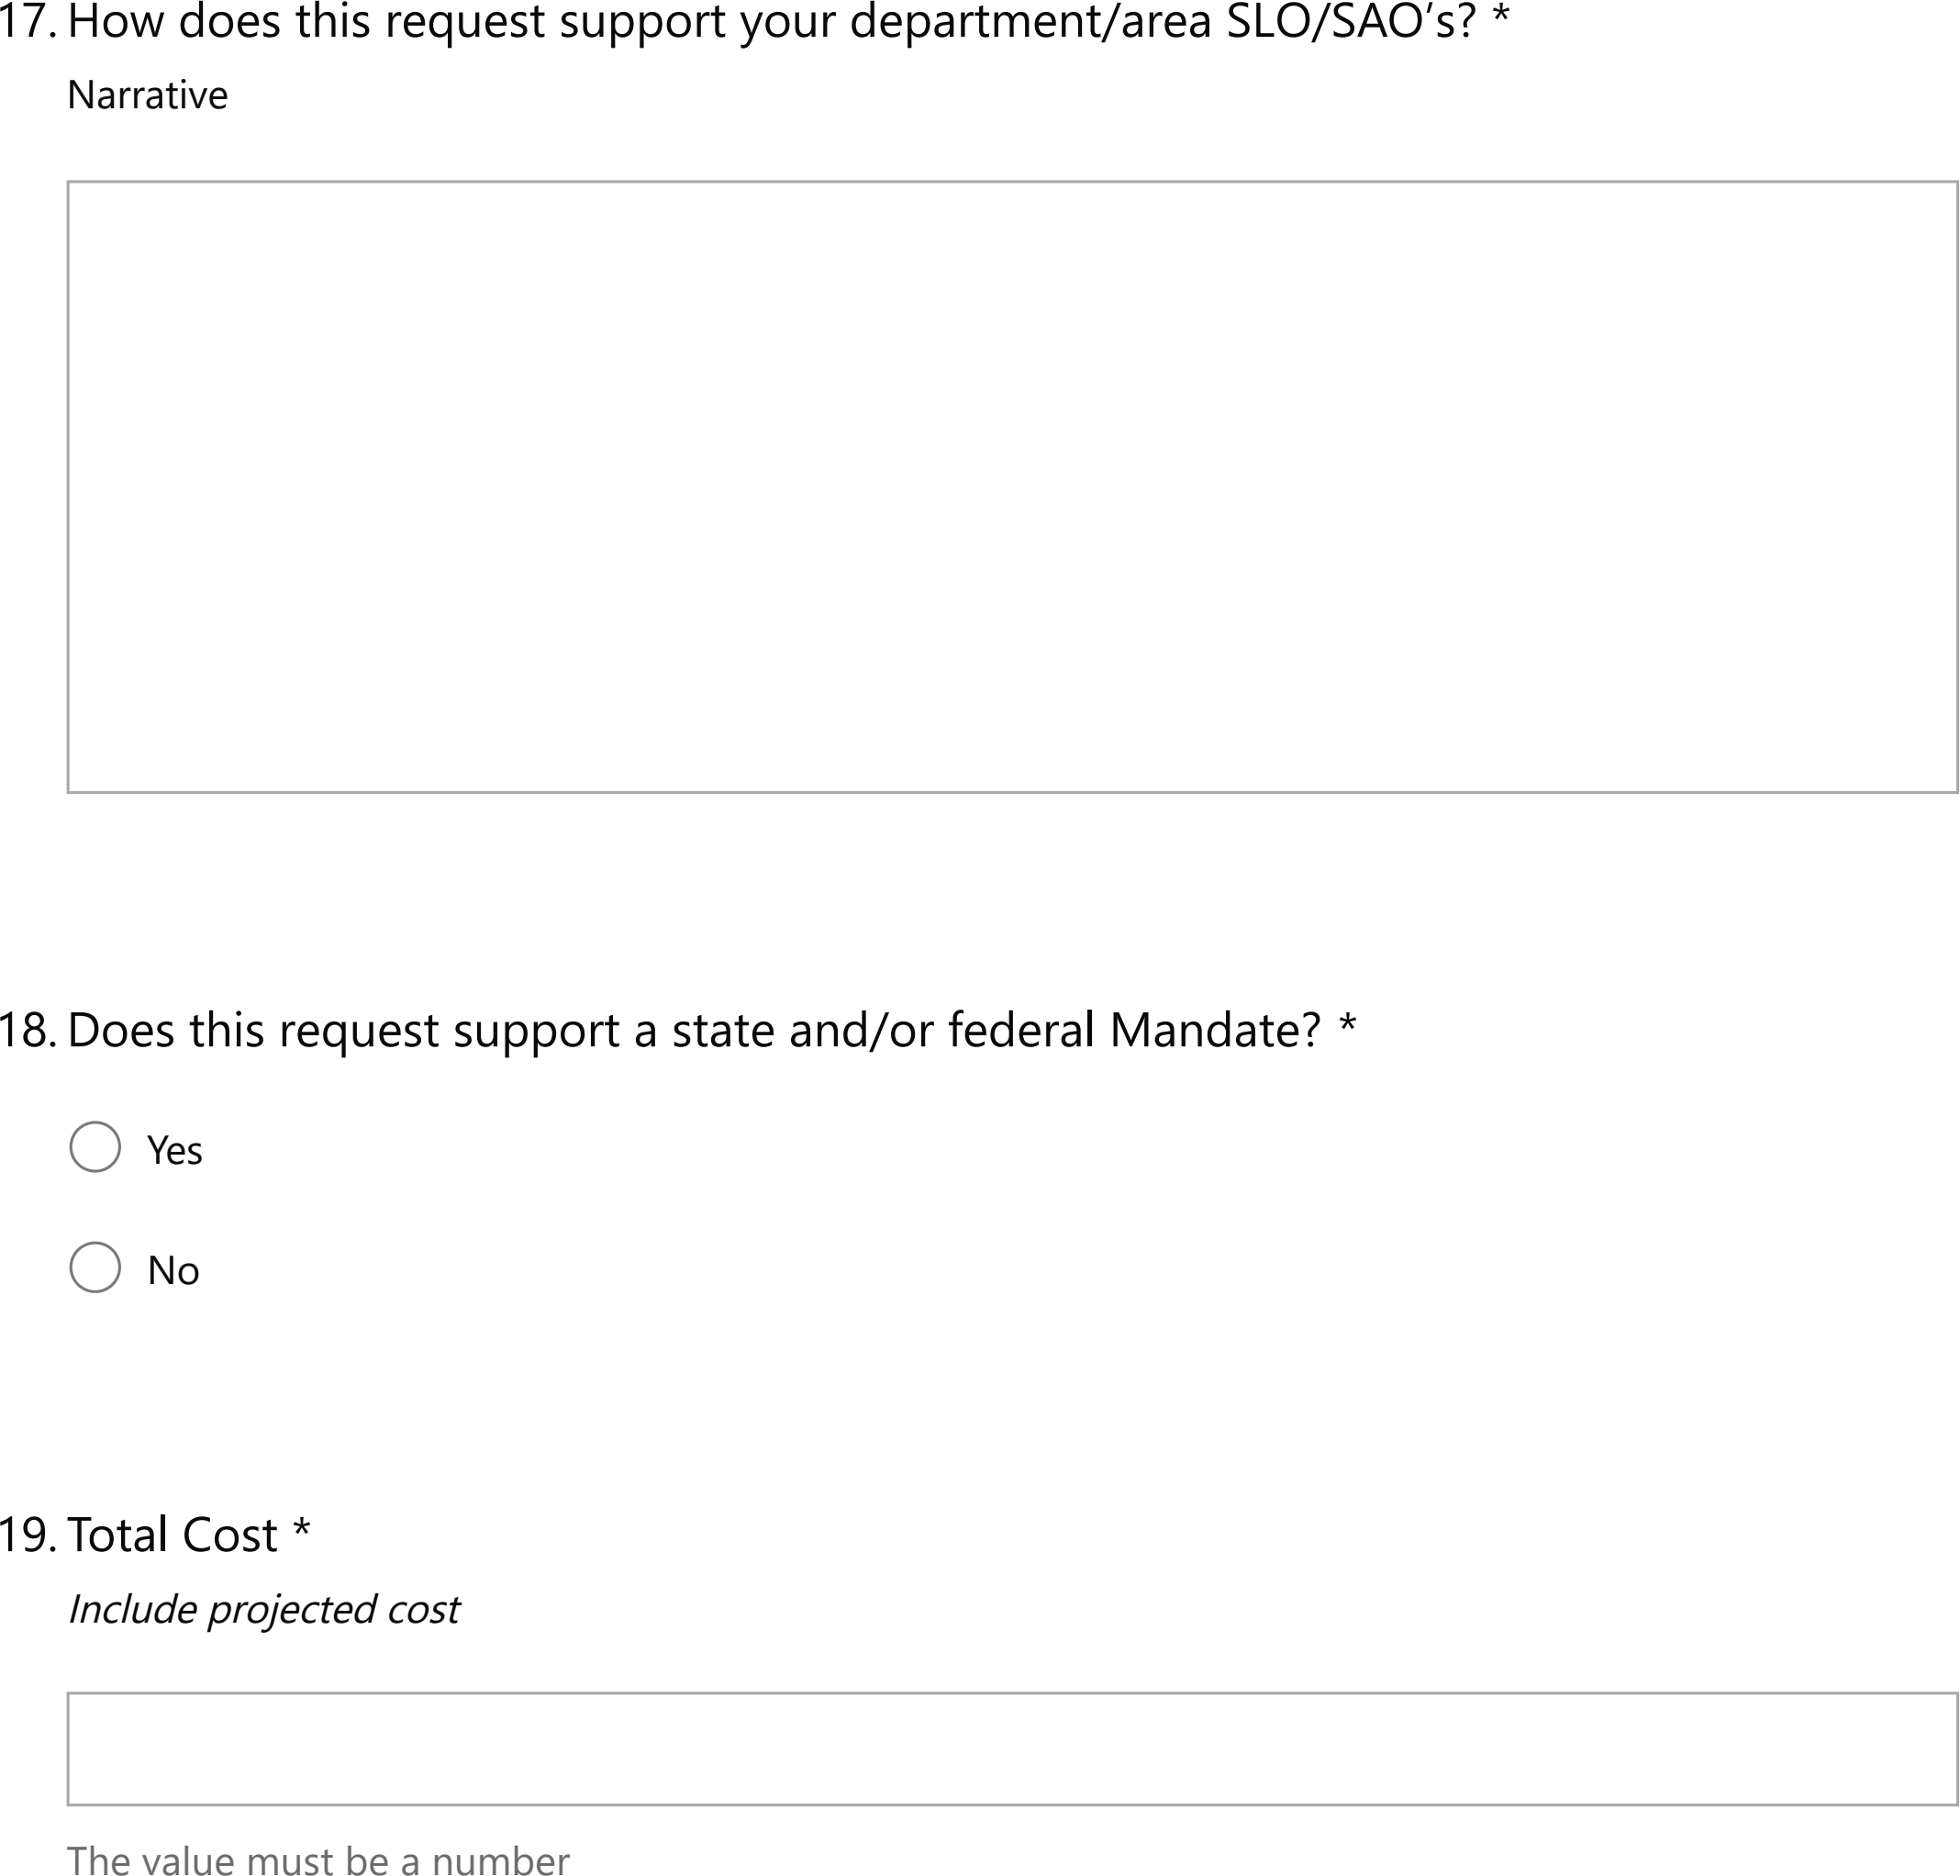 17. How does this request support your department/area SLO/SAO's? *
Narrative
18. Does this request support a state and/or federal Mandate? *
Yes
No
19. Total Cost *
Include projected cost
The value must be a number